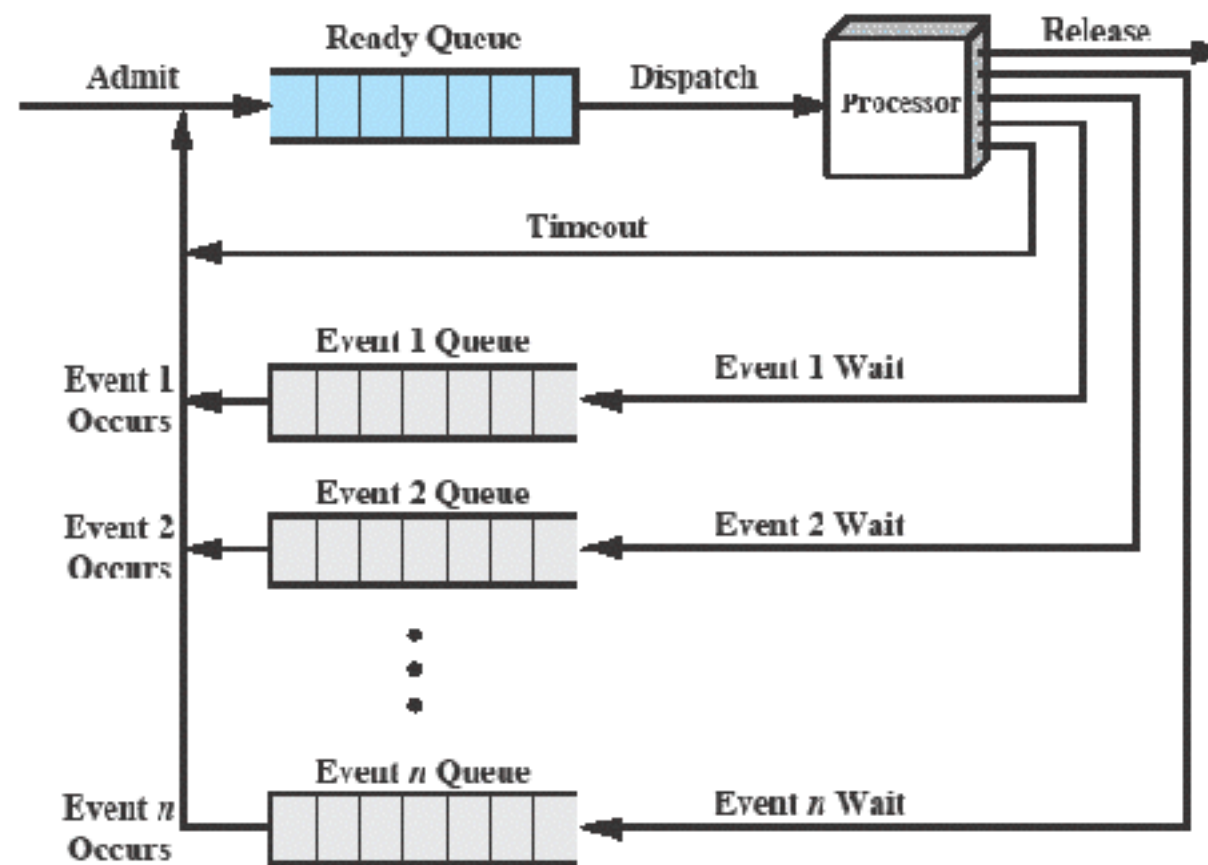 Ready Queue
Release
Admit
Dispatch
Processor
Timeout
Event 1 Queue
Event 1
Occurs
Event 1 Wait
Event 2 Queue
Event 2
Occurs
Event 2 Wait
Event n Queue
Event n
Occurs
Event n Wait